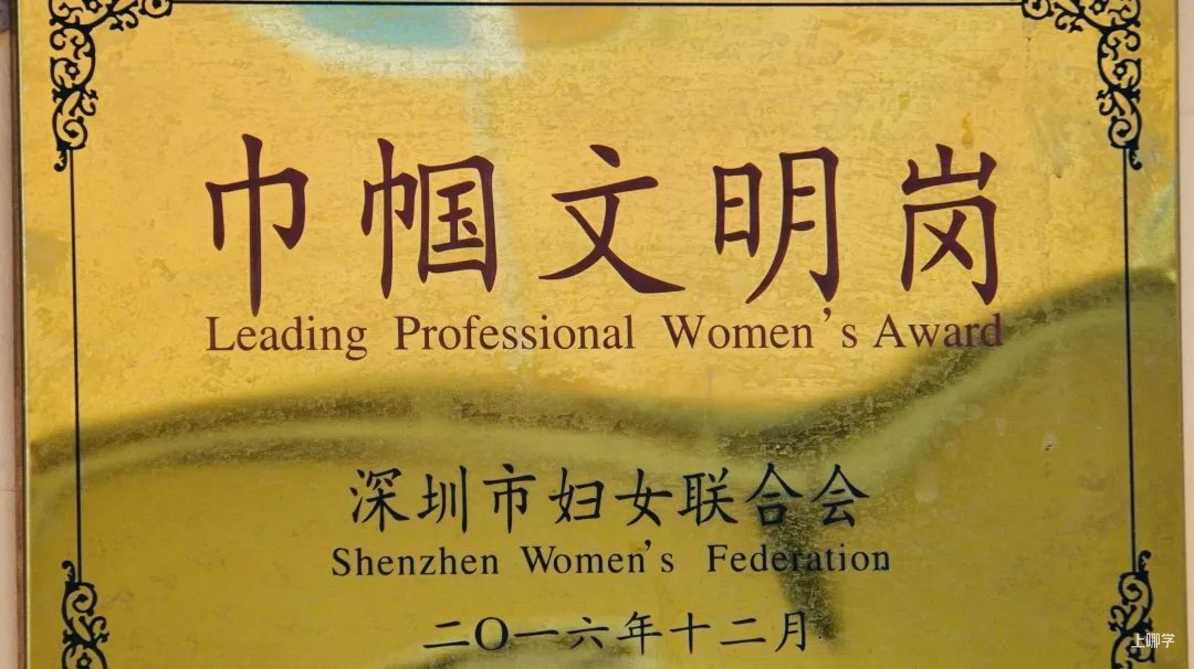 巾帼文明岗
Leading Professional Women's Award
深圳市妇女联合会
Shenzhen Women's Federation
二O一六年十二月
上哪学